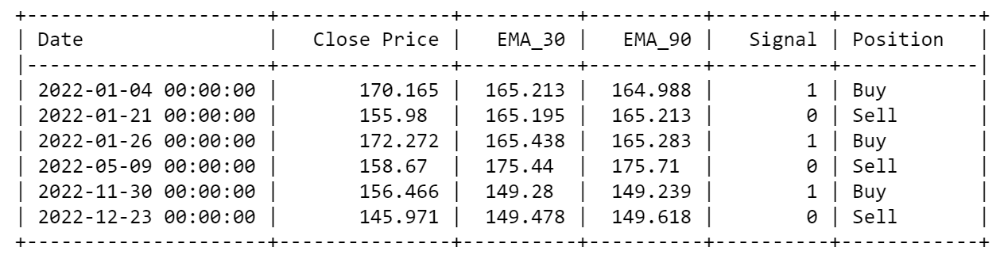 +---------------------+---------------+----------+----------+----------+------------+
| Date                |   Close Price |   EMA_30 |   EMA_90 |   Signal | Position   |
|---------------------+---------------+----------+----------+----------+------------|
| 2022-01-04 00:00:00 |       170.165 |  165.213 |  164.988 |        1 | Buy        |
| 2022-01-21 00:00:00 |       155.98  |  165.195 |  165.213 |        0 | Sell       |
| 2022-01-26 00:00:00 |       172.272 |  165.438 |  165.283 |        1 | Buy        |
| 2022-05-09 00:00:00 |       158.67  |  175.44  |  175.71  |        0 | Sell       |
| 2022-11-30 00:00:00 |       156.466 |  149.28  |  149.239 |        1 | Buy        |
| 2022-12-23 00:00:00 |       145.971 |  149.478 |  149.618 |        0 | Sell       |
+---------------------+---------------+----------+----------+----------+------------+